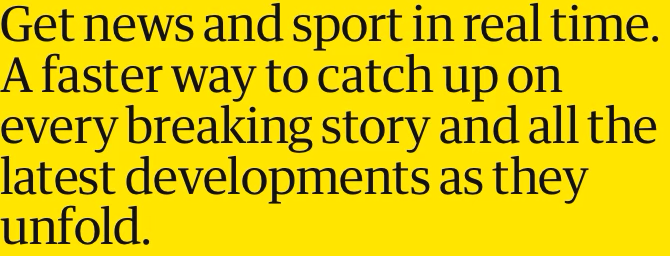 Get news and sport in real time.
A faster way to catch up on
every breaking story and all the
latest developments as they
unfold.